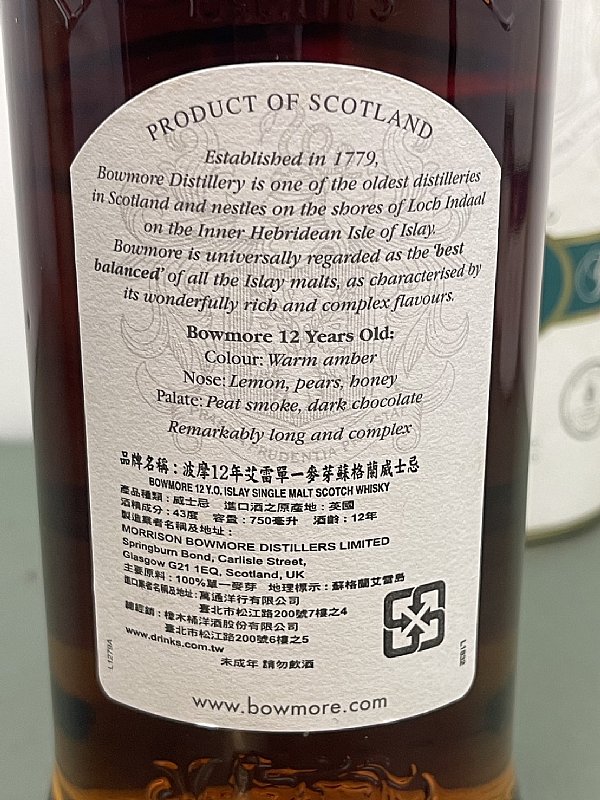 PRODUCT OF SCOTLAND
Established in 1779,
Bowmore Distillery is one of the oldest distilleries
in Scotland and nestles on the shores of Loch Indaal
on the Inner Hebridean Isle of Islay.
Bowmore is universally regarded as the 'best
balanced' of all the Islay malts, as characterised by
its wonderfully rich and complex flavours.
Bowmore 12 Years Old:
Colour: Warm amber
Nose: Lemon, pears, honey
Palate: Peat smoke, dark chocolate
Remarkably long and complex
品牌名稱：波摩12年艾雷單一麥芽蘇格蘭威士忌
BOWMORE 12 Y.O. ISLAY SINGLE MALT SCOTCH WHISKY
產品種類：威士忌 進口酒之原產地：英國
酒精成分：43度 容量：750毫升 酒齡：12年
製造業者名稱及地址：
MORRISON BOWMORE DISTILLERS LIMITED
Springburn Bond, Carlisle Street,
Glasgow G21 1EQ, Scotland, UK
主要原料：100%單一麥芽 地理標示：蘇格蘭艾雷島
進口業者名稱及地址：萬通洋行有限公司
臺北市松江路200號7樓之4
總經銷：橡木桶洋酒股份有限公司
臺北市松江路200號6樓之5
www.drinks.com.tw
未成年 請勿飲酒
L1279A
www.bowmore.com